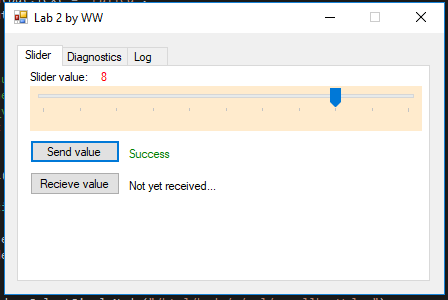 Lab 2 by WW
Slider Diagnostics Log
Slider value: 8
Send value Success
Recieve value Not yet received...